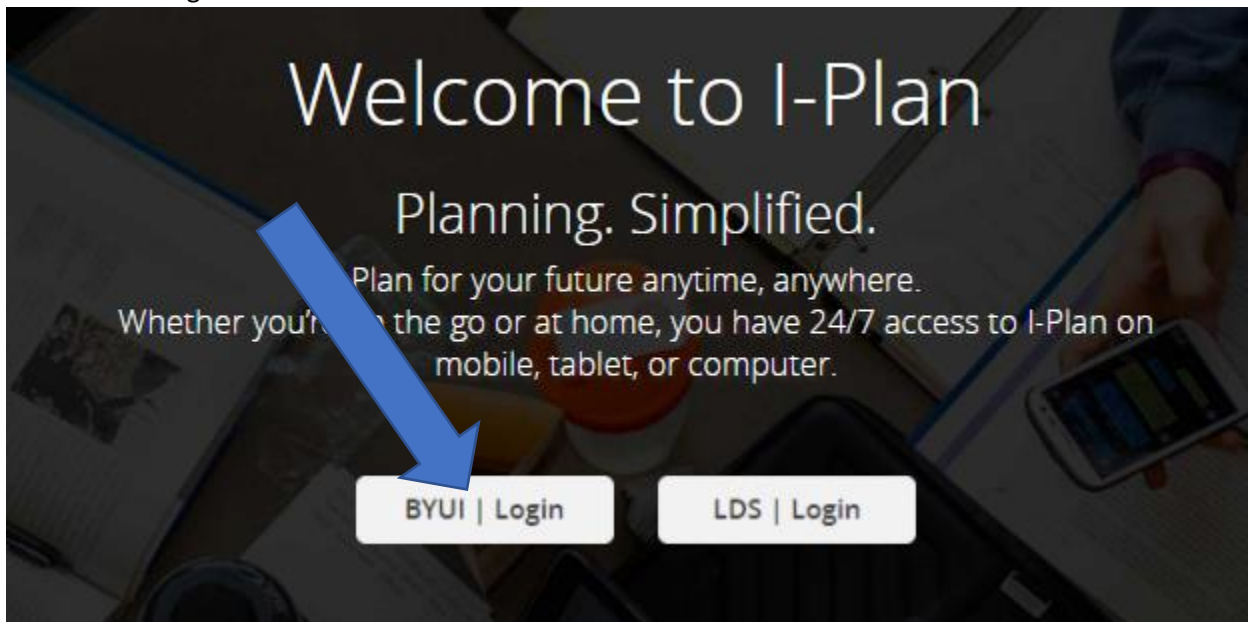 Welcome to I-Plan
Planning. Simplified.
Plan for your future anytime, anywhere.
Whether the go or at home, you have 24/7 access to I-Plan on
mobile, tablet, or computer.
BYUI | Login
LDS | Login